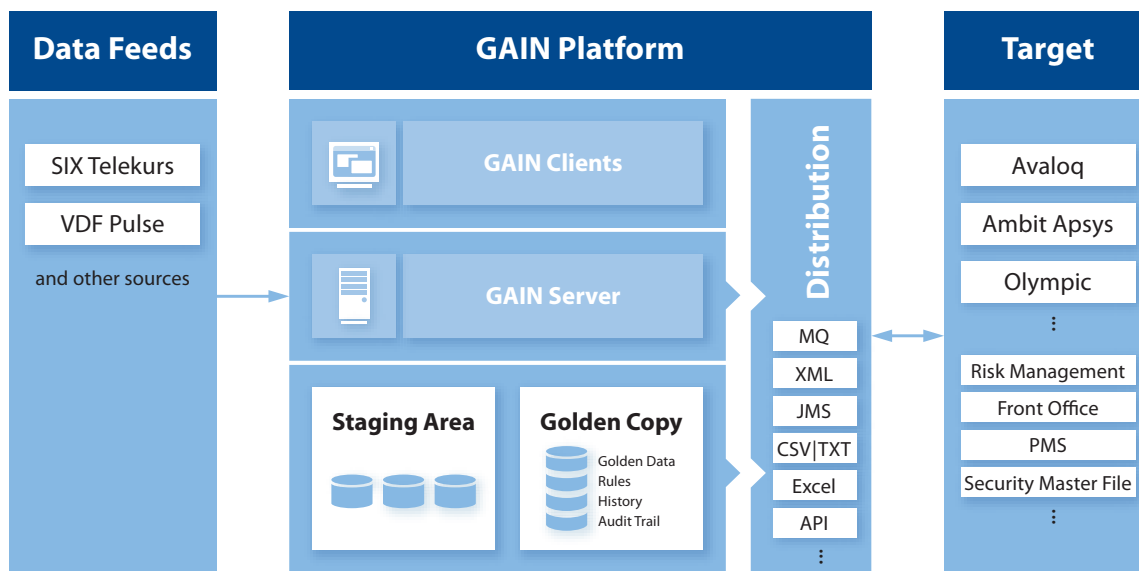 Data Feeds
SIX Telekurs
VDF Pulse
and other sources
GAIN Platform
GAIN Clients
GAIN Server
Staging Area
Golden Copy
Golden Data
Rules
History
Audit Trail
Distribution
MQ
XML
JMS
CSV|TXT
Excel
API
⋮
Target
Avaloq
Ambit Apsys
Olympic
⋮
Risk Management
Front Office
PMS
Security Master File
⋮